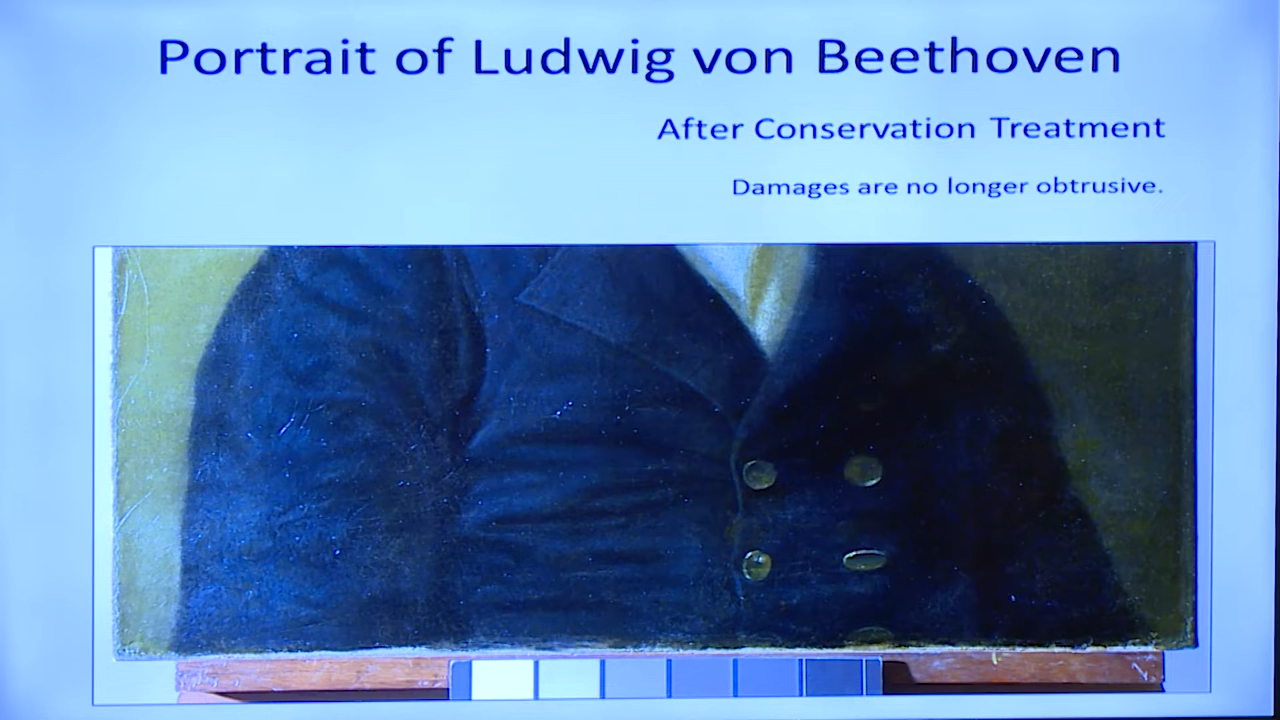 Portrait of Ludwig von Beethoven
After Conservation Treatment
Damages are no longer obtrusive.